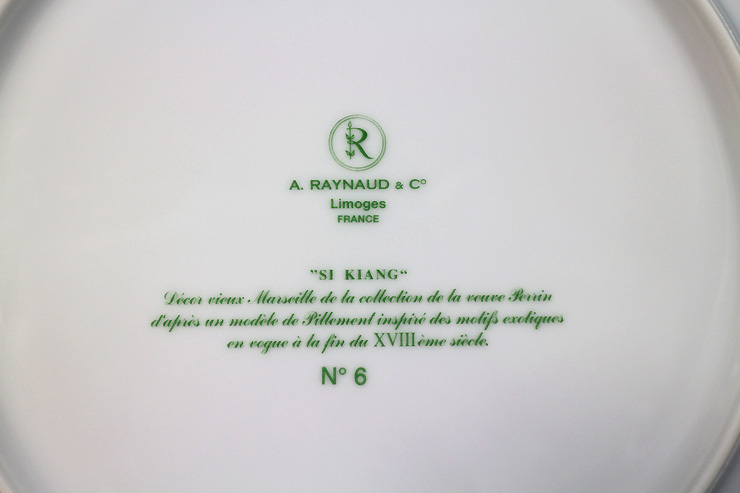 R
A. RAYNAUD & C°
Limoges
FRANCE
"SI KIANG"
Décor vieux Marseille de la collection de la veuve Perrin
d'après un modèle de Pillement inspiré des motifs exotiques
en vogue à la fin du XVIIIème siècle.
N° 6